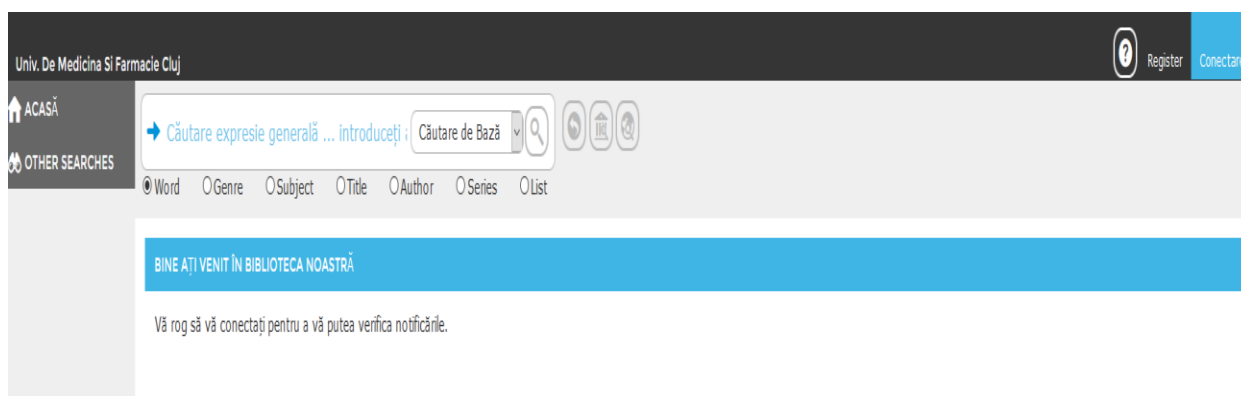 Univ. De Medicina Si Farmacie Cluj
Register
Conectare
ACASĂ
OTHER SEARCHES
Căutare expresie generală ... introduceți
Căutare de Bază
Word Genre Subject Title Author Series List
BINE AȚI VENIT ÎN BIBLIOTECA NOASTRĂ
Vă rog să vă conectați pentru a vă putea verifica notificările.